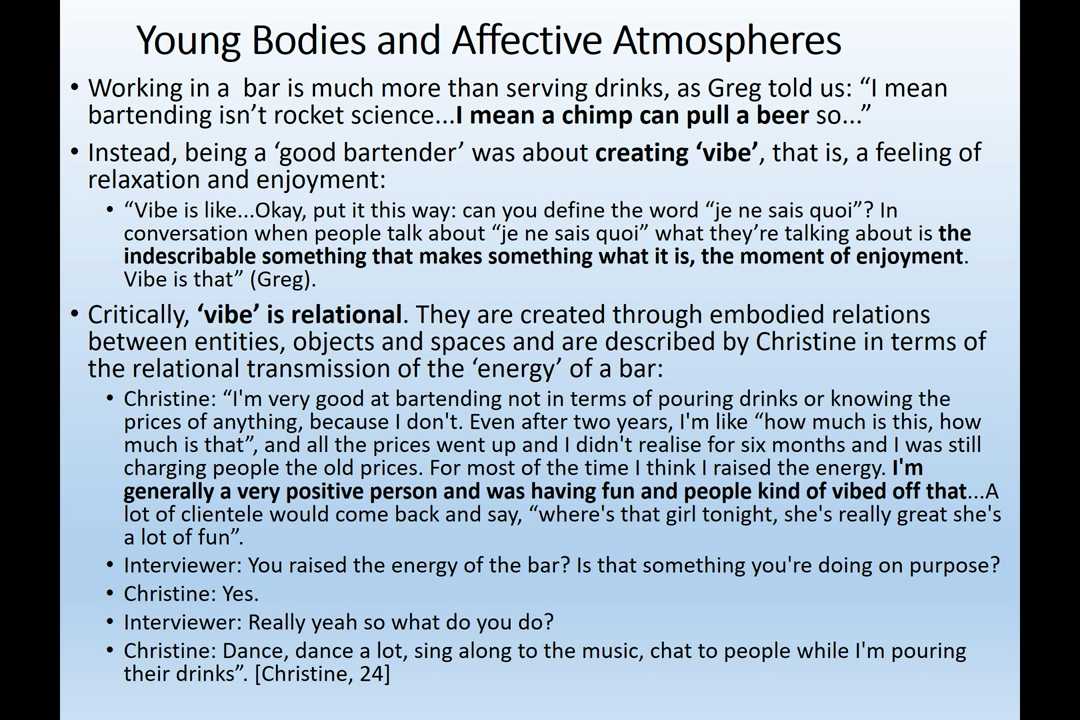 Young Bodies and Affective Atmospheres
• Working in a  bar is much more than serving drinks, as Greg told us: “I mean
bartending isn’t rocket science...I mean a chimp can pull a beer so...”
• Instead, being a ‘good bartender’ was about creating ‘vibe’, that is, a feeling of
relaxation and enjoyment:
• “Vibe is like...Okay, put it this way: can you define the word “je ne sais quoi”? In
conversation when people talk about “je ne sais quoi” what they’re talking about is the
indescribable something that makes something what it is, the moment of enjoyment.
Vibe is that” (Greg).
• Critically, ‘vibe’ is relational. They are created through embodied relations
between entities, objects and spaces and are described by Christine in terms of
the relational transmission of the ‘energy’ of a bar:
• Christine: “I'm very good at bartending not in terms of pouring drinks or knowing the
prices of anything, because I don't. Even after two years, I'm like “how much is this, how
much is that”, and all the prices went up and I didn't realise for six months and I was still
charging people the old prices. For most of the time I think I raised the energy. I'm
generally a very positive person and was having fun and people kind of vibed off that...A
lot of clientele would come back and say, “where's that girl tonight, she's really great she's
a lot of fun”.
• Interviewer: You raised the energy of the bar? Is that something you're doing on purpose?
• Christine: Yes.
• Interviewer: Really yeah so what do you do?
• Christine: Dance, dance a lot, sing along to the music, chat to people while I'm pouring
their drinks”. [Christine, 24]